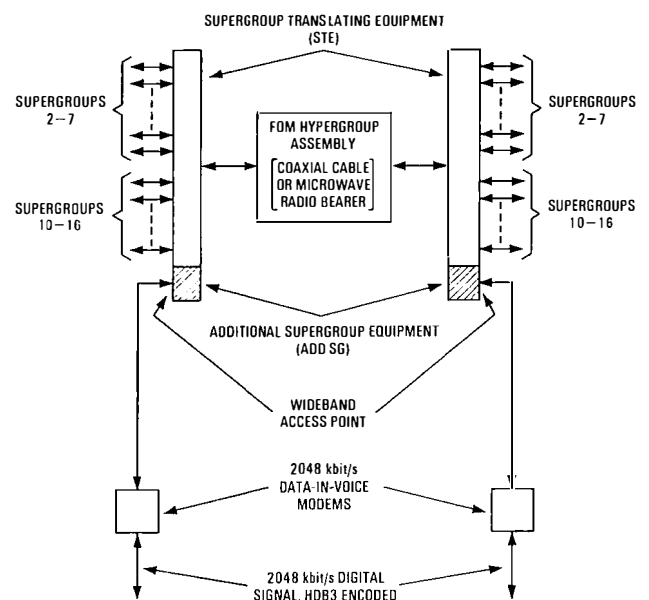 SUPERGROUP TRANSLATING EQUIPMENT
(STE)
SUPERGROUPS
2–7
SUPERGROUPS
2–7
FDM HYPERGROUP
ASSEMBLY
COAXIAL CABLE
OR MICROWAVE
RADIO BEARER
SUPERGROUPS
10–16
SUPERGROUPS
10–16
ADDITIONAL SUPERGROUP EQUIPMENT
(ADD SG)
WIDEBAND
ACCESS POINT
2048 kbit/s
DATA-IN-VOICE
MODEMS
2048 kbit/s DIGITAL
SIGNAL, HDB3 ENCODED